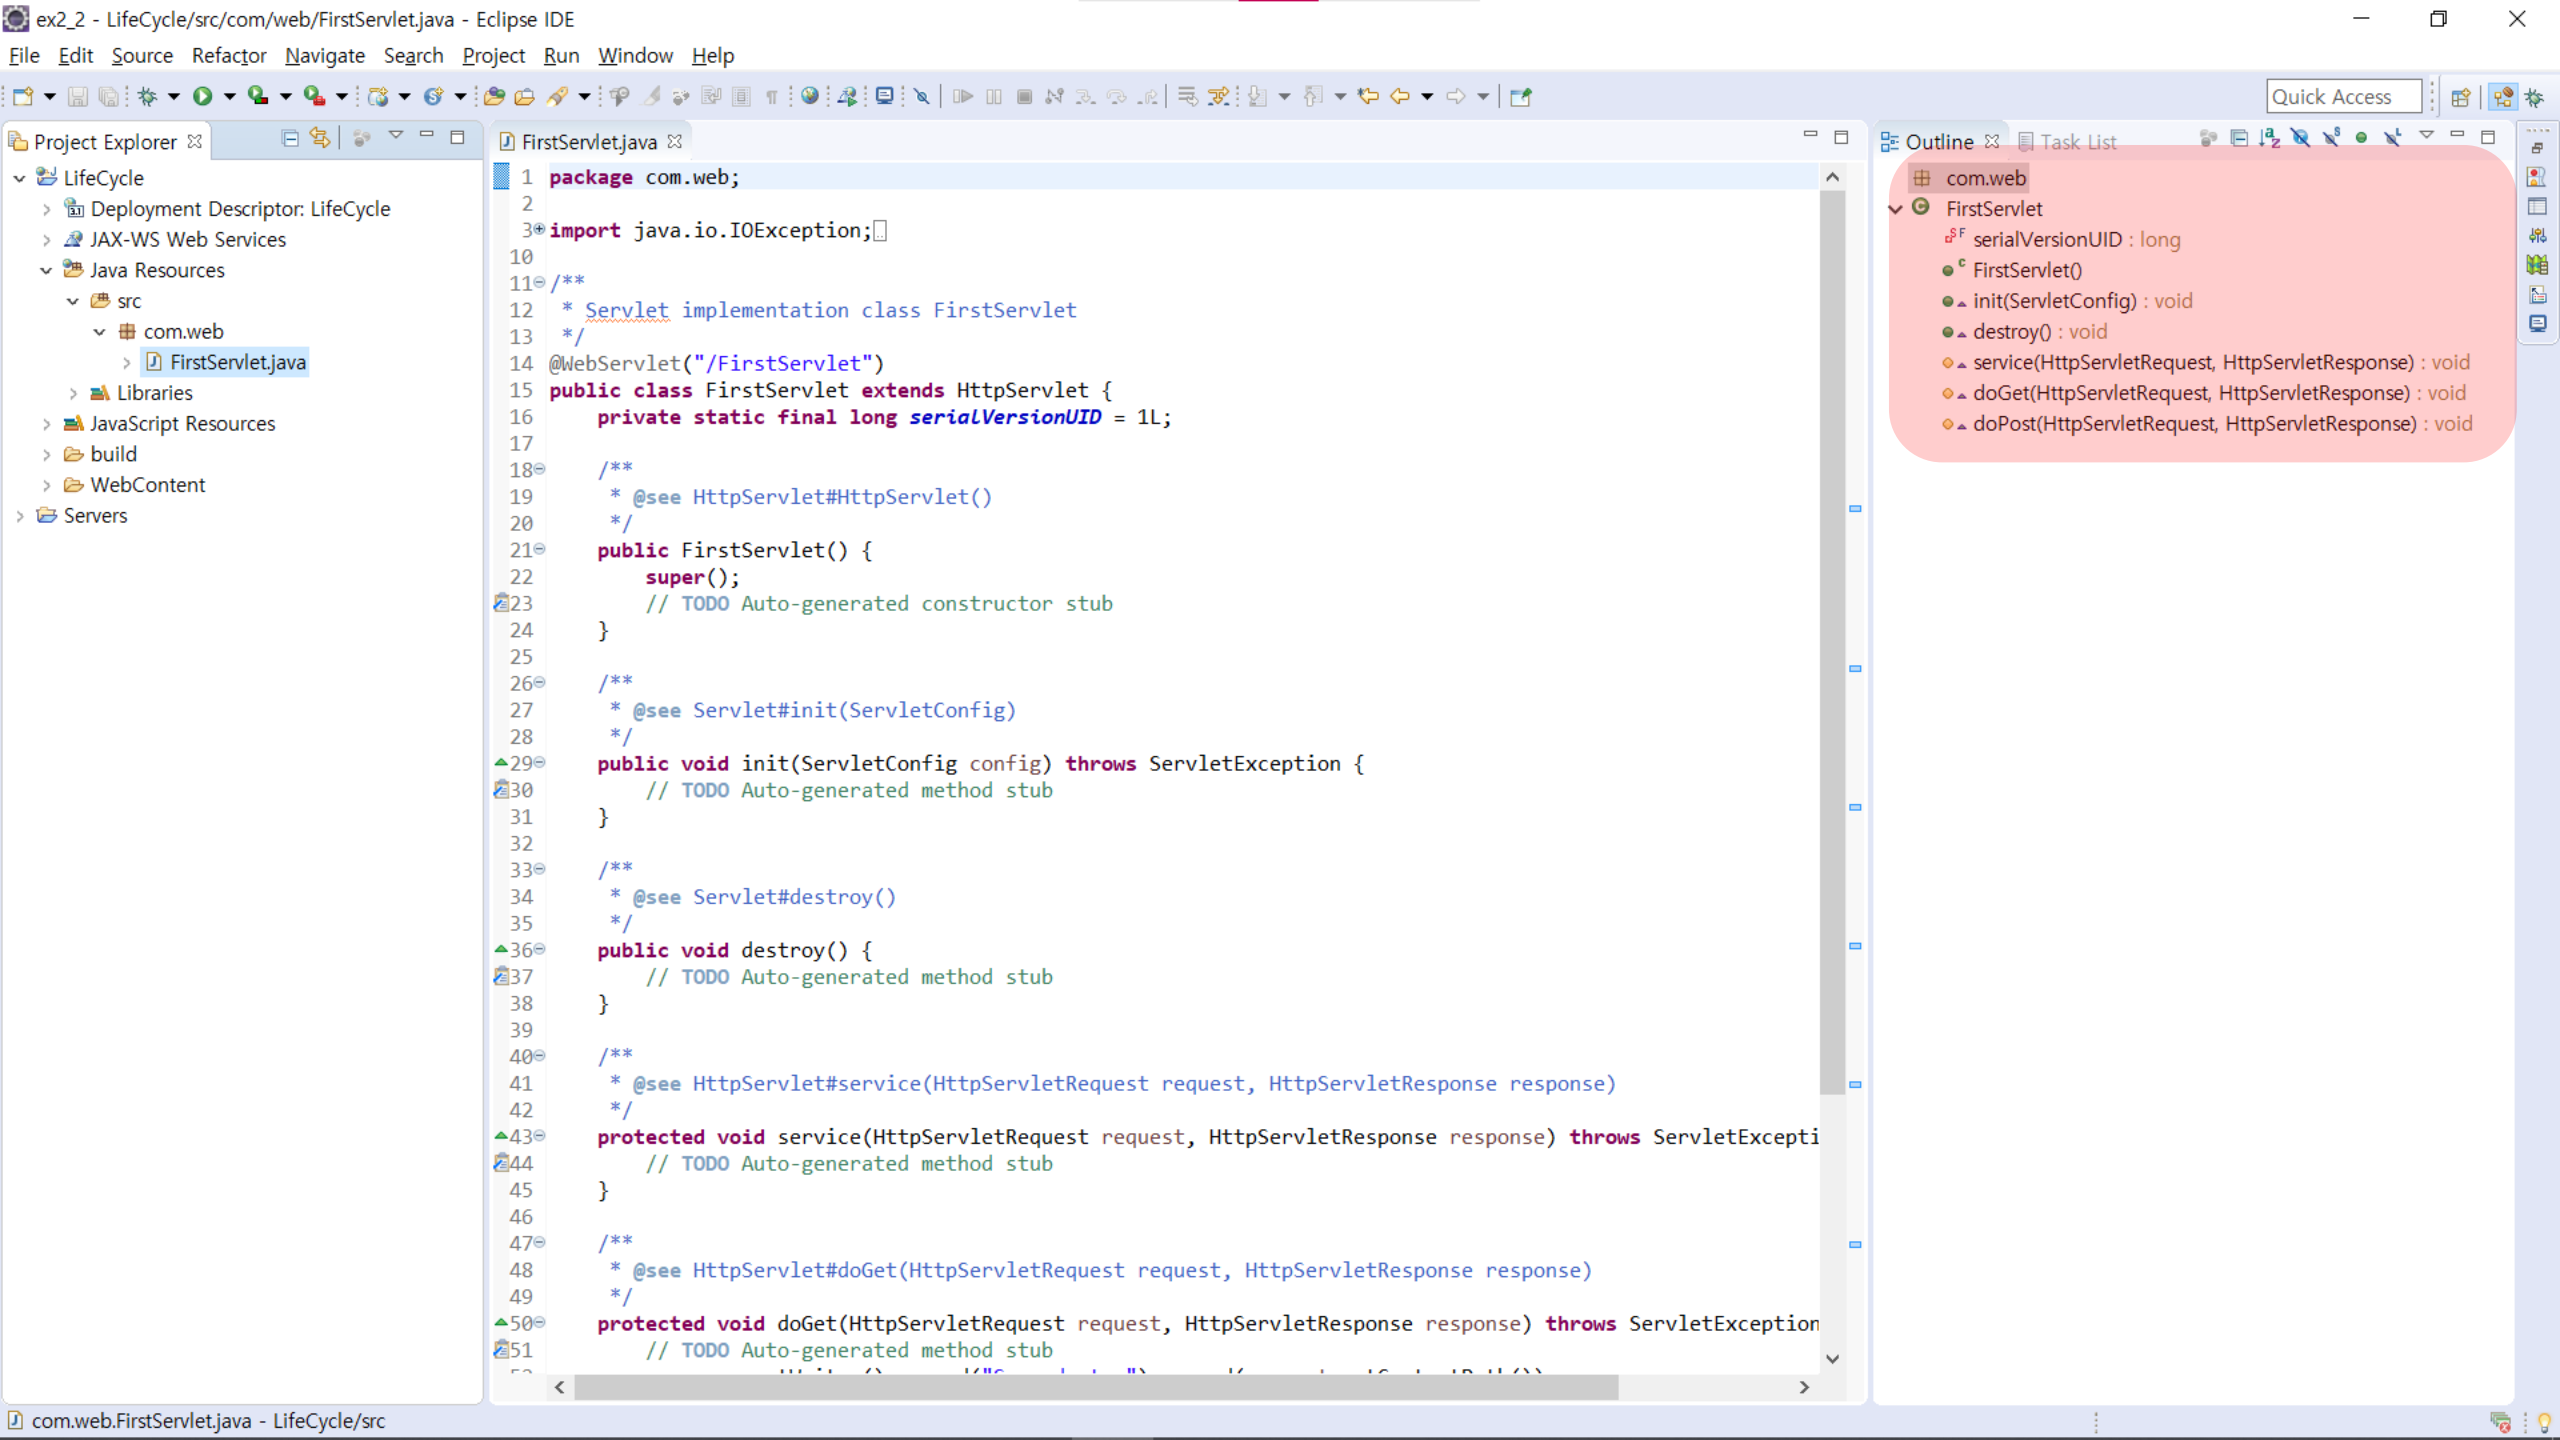 ex2_2 - LifeCycle/src/com/web/FirstServlet.java - Eclipse IDE
File Edit Source Refactor Navigate Search Project Run Window Help
Quick Access
Project Explorer
LifeCycle
Deployment Descriptor: LifeCycle
JAX-WS Web Services
Java Resources
src
com.web
FirstServlet.java
Libraries
JavaScript Resources
build
WebContent
Servers
FirstServlet.java
1 package com.web;
2
3 import java.io.IOException;
10
11 /**
12 * Servlet implementation class FirstServlet
13 */
14 @WebServlet("/FirstServlet")
15 public class FirstServlet extends HttpServlet {
16 private static final long serialVersionUID = 1L;
17
18 /**
19 * @see HttpServlet#HttpServlet()
20 */
21 public FirstServlet() {
22 super();
23 // TODO Auto-generated constructor stub
24 }
25
26 /**
27 * @see Servlet#init(ServletConfig)
28 */
29 public void init(ServletConfig config) throws ServletException {
30 // TODO Auto-generated method stub
31 }
32
33 /**
34 * @see Servlet#destroy()
35 */
36 public void destroy() {
37 // TODO Auto-generated method stub
38 }
39
40 /**
41 * @see HttpServlet#service(HttpServletRequest request, HttpServletResponse response)
42 */
43 protected void service(HttpServletRequest request, HttpServletResponse response) throws ServletExcepti
44 // TODO Auto-generated method stub
45 }
46
47 /**
48 * @see HttpServlet#doGet(HttpServletRequest request, HttpServletResponse response)
49 */
50 protected void doGet(HttpServletRequest request, HttpServletResponse response) throws ServletException
51 // TODO Auto-generated method stub
Outline Task List
com.web
FirstServlet
serialVersionUID : long
FirstServlet()
init(ServletConfig) : void
destroy() : void
service(HttpServletRequest, HttpServletResponse) : void
doGet(HttpServletRequest, HttpServletResponse) : void
doPost(HttpServletRequest, HttpServletResponse) : void
com.web.FirstServlet.java - LifeCycle/src